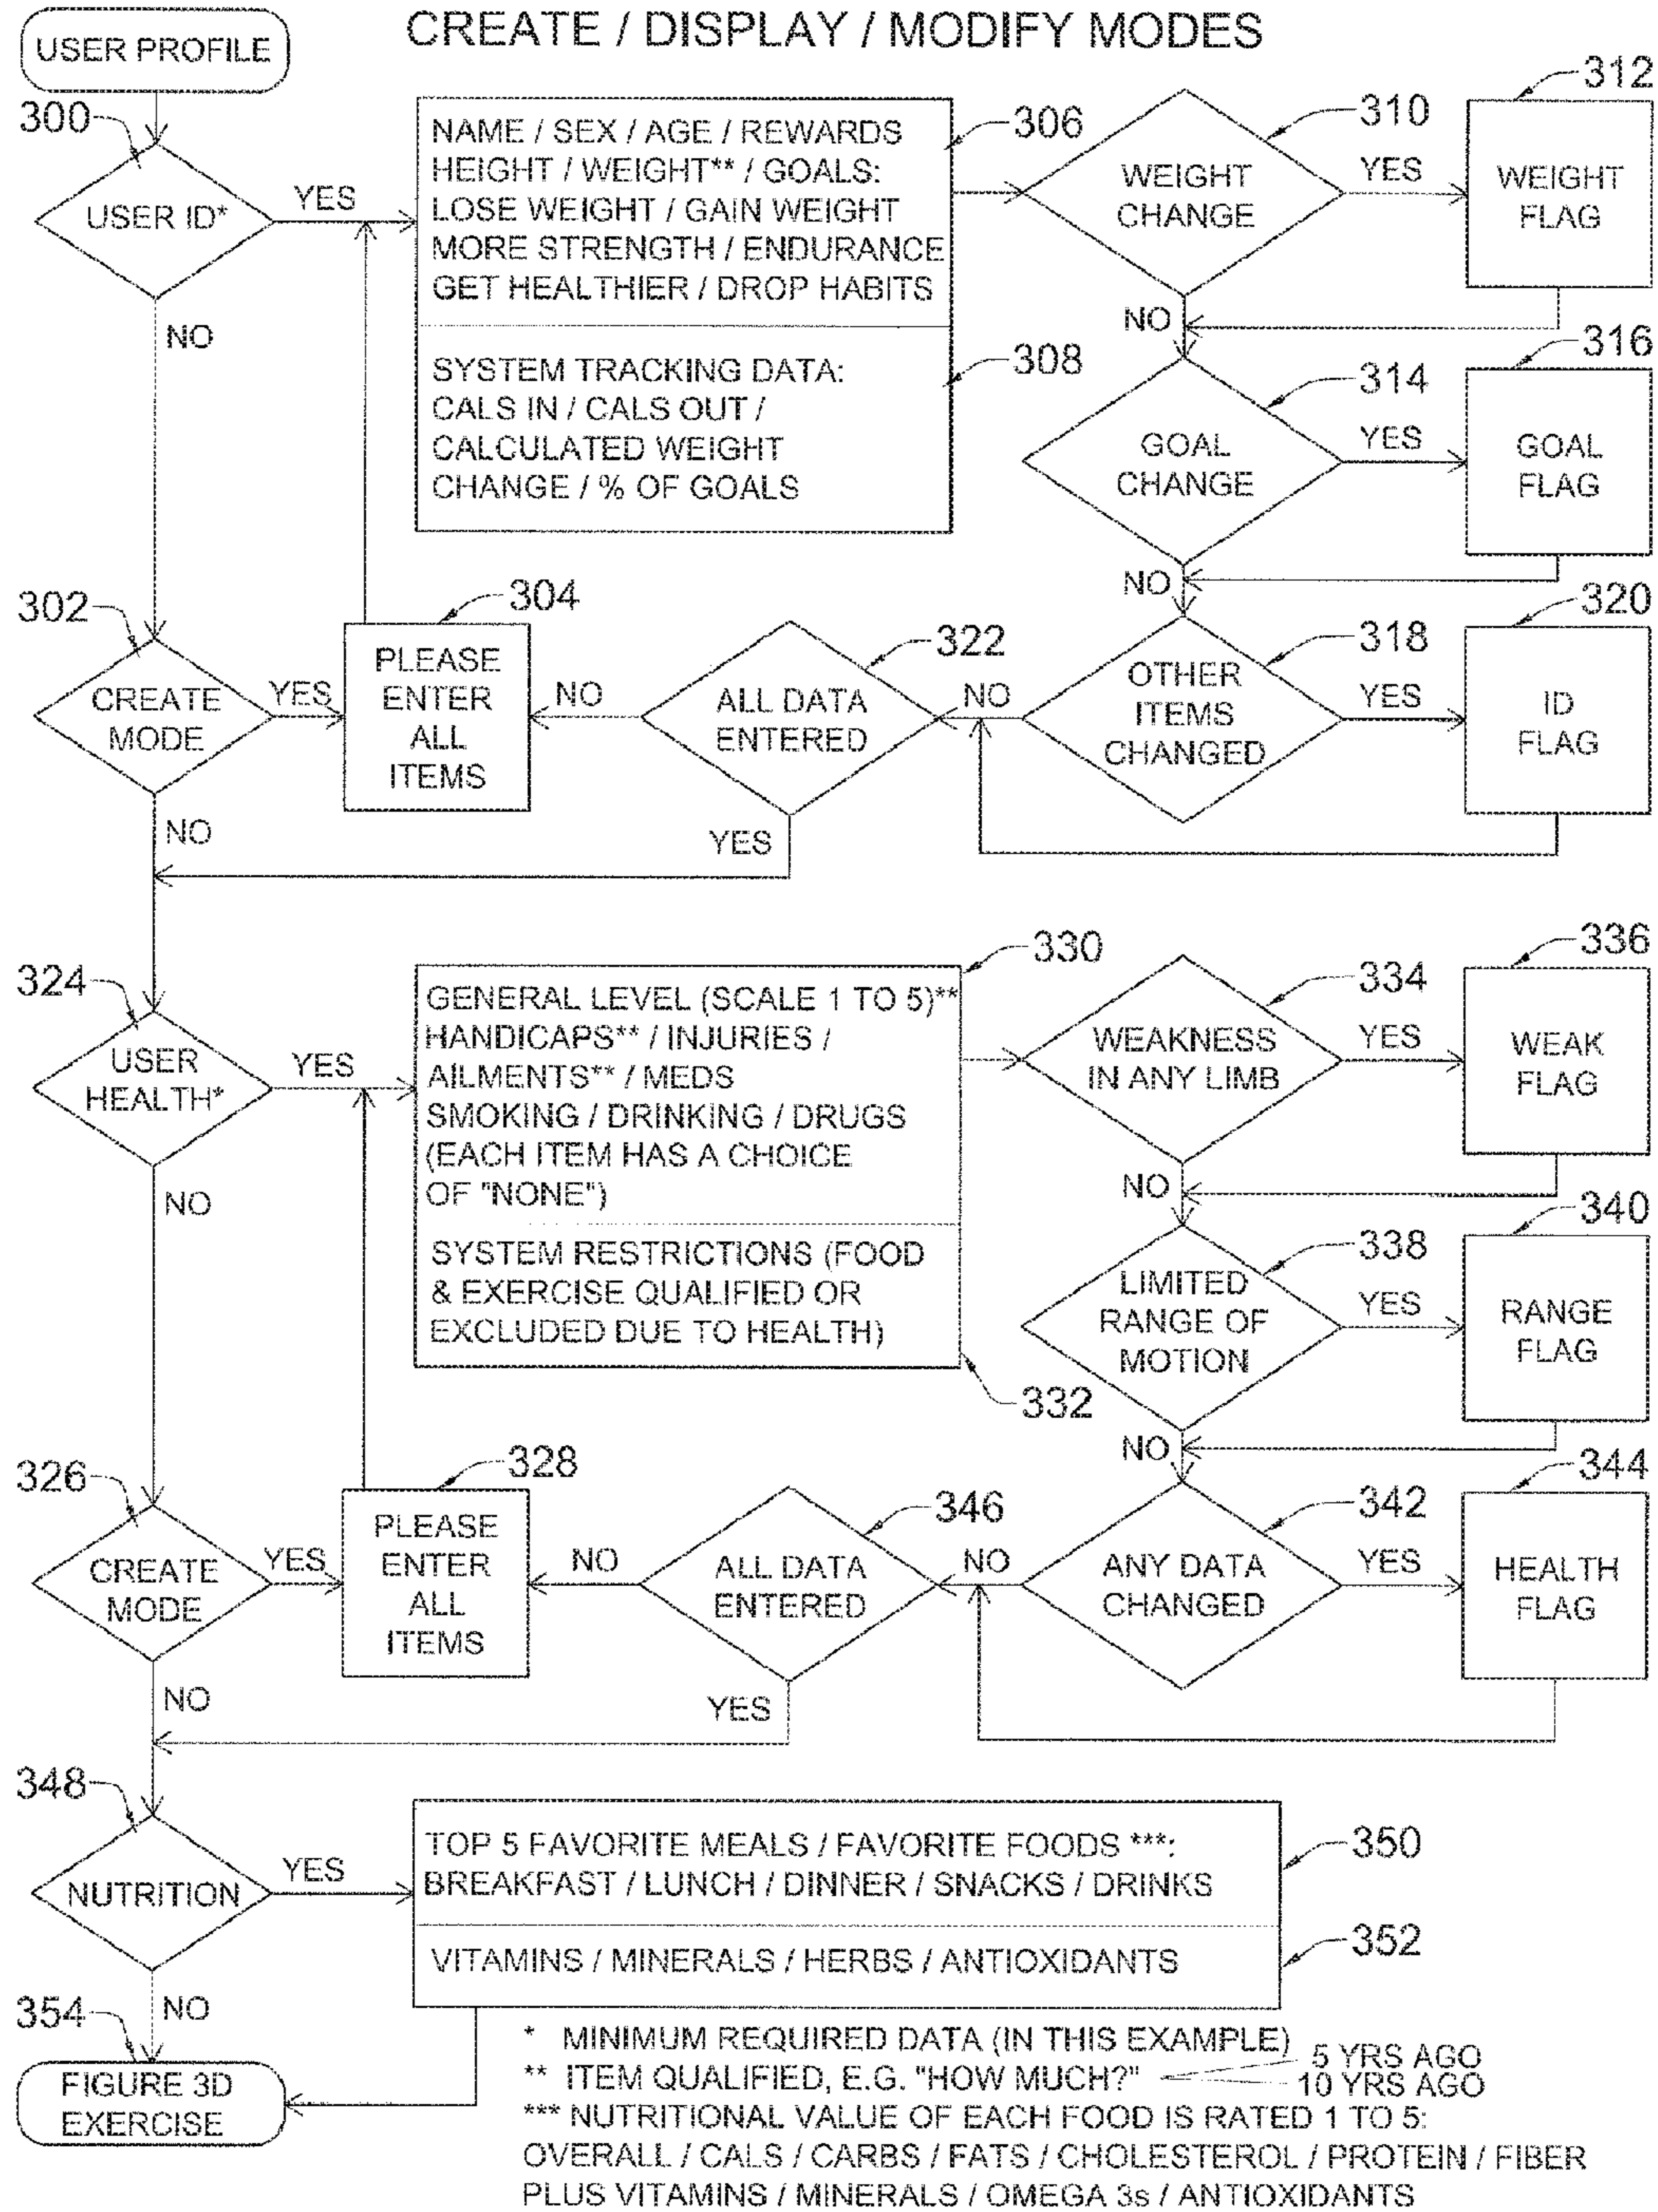 CREATE / DISPLAY / MODIFY MODES
USER PROFILE
300
USER ID*
YES
NO
NAME / SEX / AGE / REWARDS
HEIGHT / WEIGHT** / GOALS:
LOSE WEIGHT / GAIN WEIGHT
MORE STRENGTH / ENDURANCE
GET HEALTHIER / DROP HABITS
306
SYSTEM TRACKING DATA:
CALS IN / CALS OUT /
CALCULATED WEIGHT
CHANGE / % OF GOALS
308
310
WEIGHT
CHANGE
YES
NO
312
WEIGHT
FLAG
314
GOAL
CHANGE
YES
NO
316
GOAL
FLAG
302
CREATE
MODE
YES
NO
304
PLEASE
ENTER
ALL
ITEMS
322
ALL DATA
ENTERED
NO
YES
318
OTHER
ITEMS
CHANGED
NO
YES
320
ID
FLAG
324
USER
HEALTH*
YES
NO
330
GENERAL LEVEL (SCALE 1 TO 5)**
HANDICAPS** / INJURIES /
AILMENTS** / MEDS
SMOKING / DRINKING / DRUGS
(EACH ITEM HAS A CHOICE
OF "NONE")
SYSTEM RESTRICTIONS (FOOD
& EXERCISE QUALIFIED OR
EXCLUDED DUE TO HEALTH)
332
334
WEAKNESS
IN ANY LIMB
YES
NO
336
WEAK
FLAG
338
LIMITED
RANGE OF
MOTION
YES
NO
340
RANGE
FLAG
326
CREATE
MODE
YES
NO
328
PLEASE
ENTER
ALL
ITEMS
346
ALL DATA
ENTERED
NO
YES
342
ANY DATA
CHANGED
NO
YES
344
HEALTH
FLAG
348
NUTRITION
YES
NO
TOP 5 FAVORITE MEALS / FAVORITE FOODS ***:
BREAKFAST / LUNCH / DINNER / SNACKS / DRINKS
350
VITAMINS / MINERALS / HERBS / ANTIOXIDANTS
352
354
FIGURE 3D
EXERCISE
* MINIMUM REQUIRED DATA (IN THIS EXAMPLE)
** ITEM QUALIFIED, E.G. "HOW MUCH?"
5 YRS AGO
10 YRS AGO
*** NUTRITIONAL VALUE OF EACH FOOD IS RATED 1 TO 5:
OVERALL / CALS / CARBS / FATS / CHOLESTEROL / PROTEIN / FIBER
PLUS VITAMINS / MINERALS / OMEGA 3s / ANTIOXIDANTS